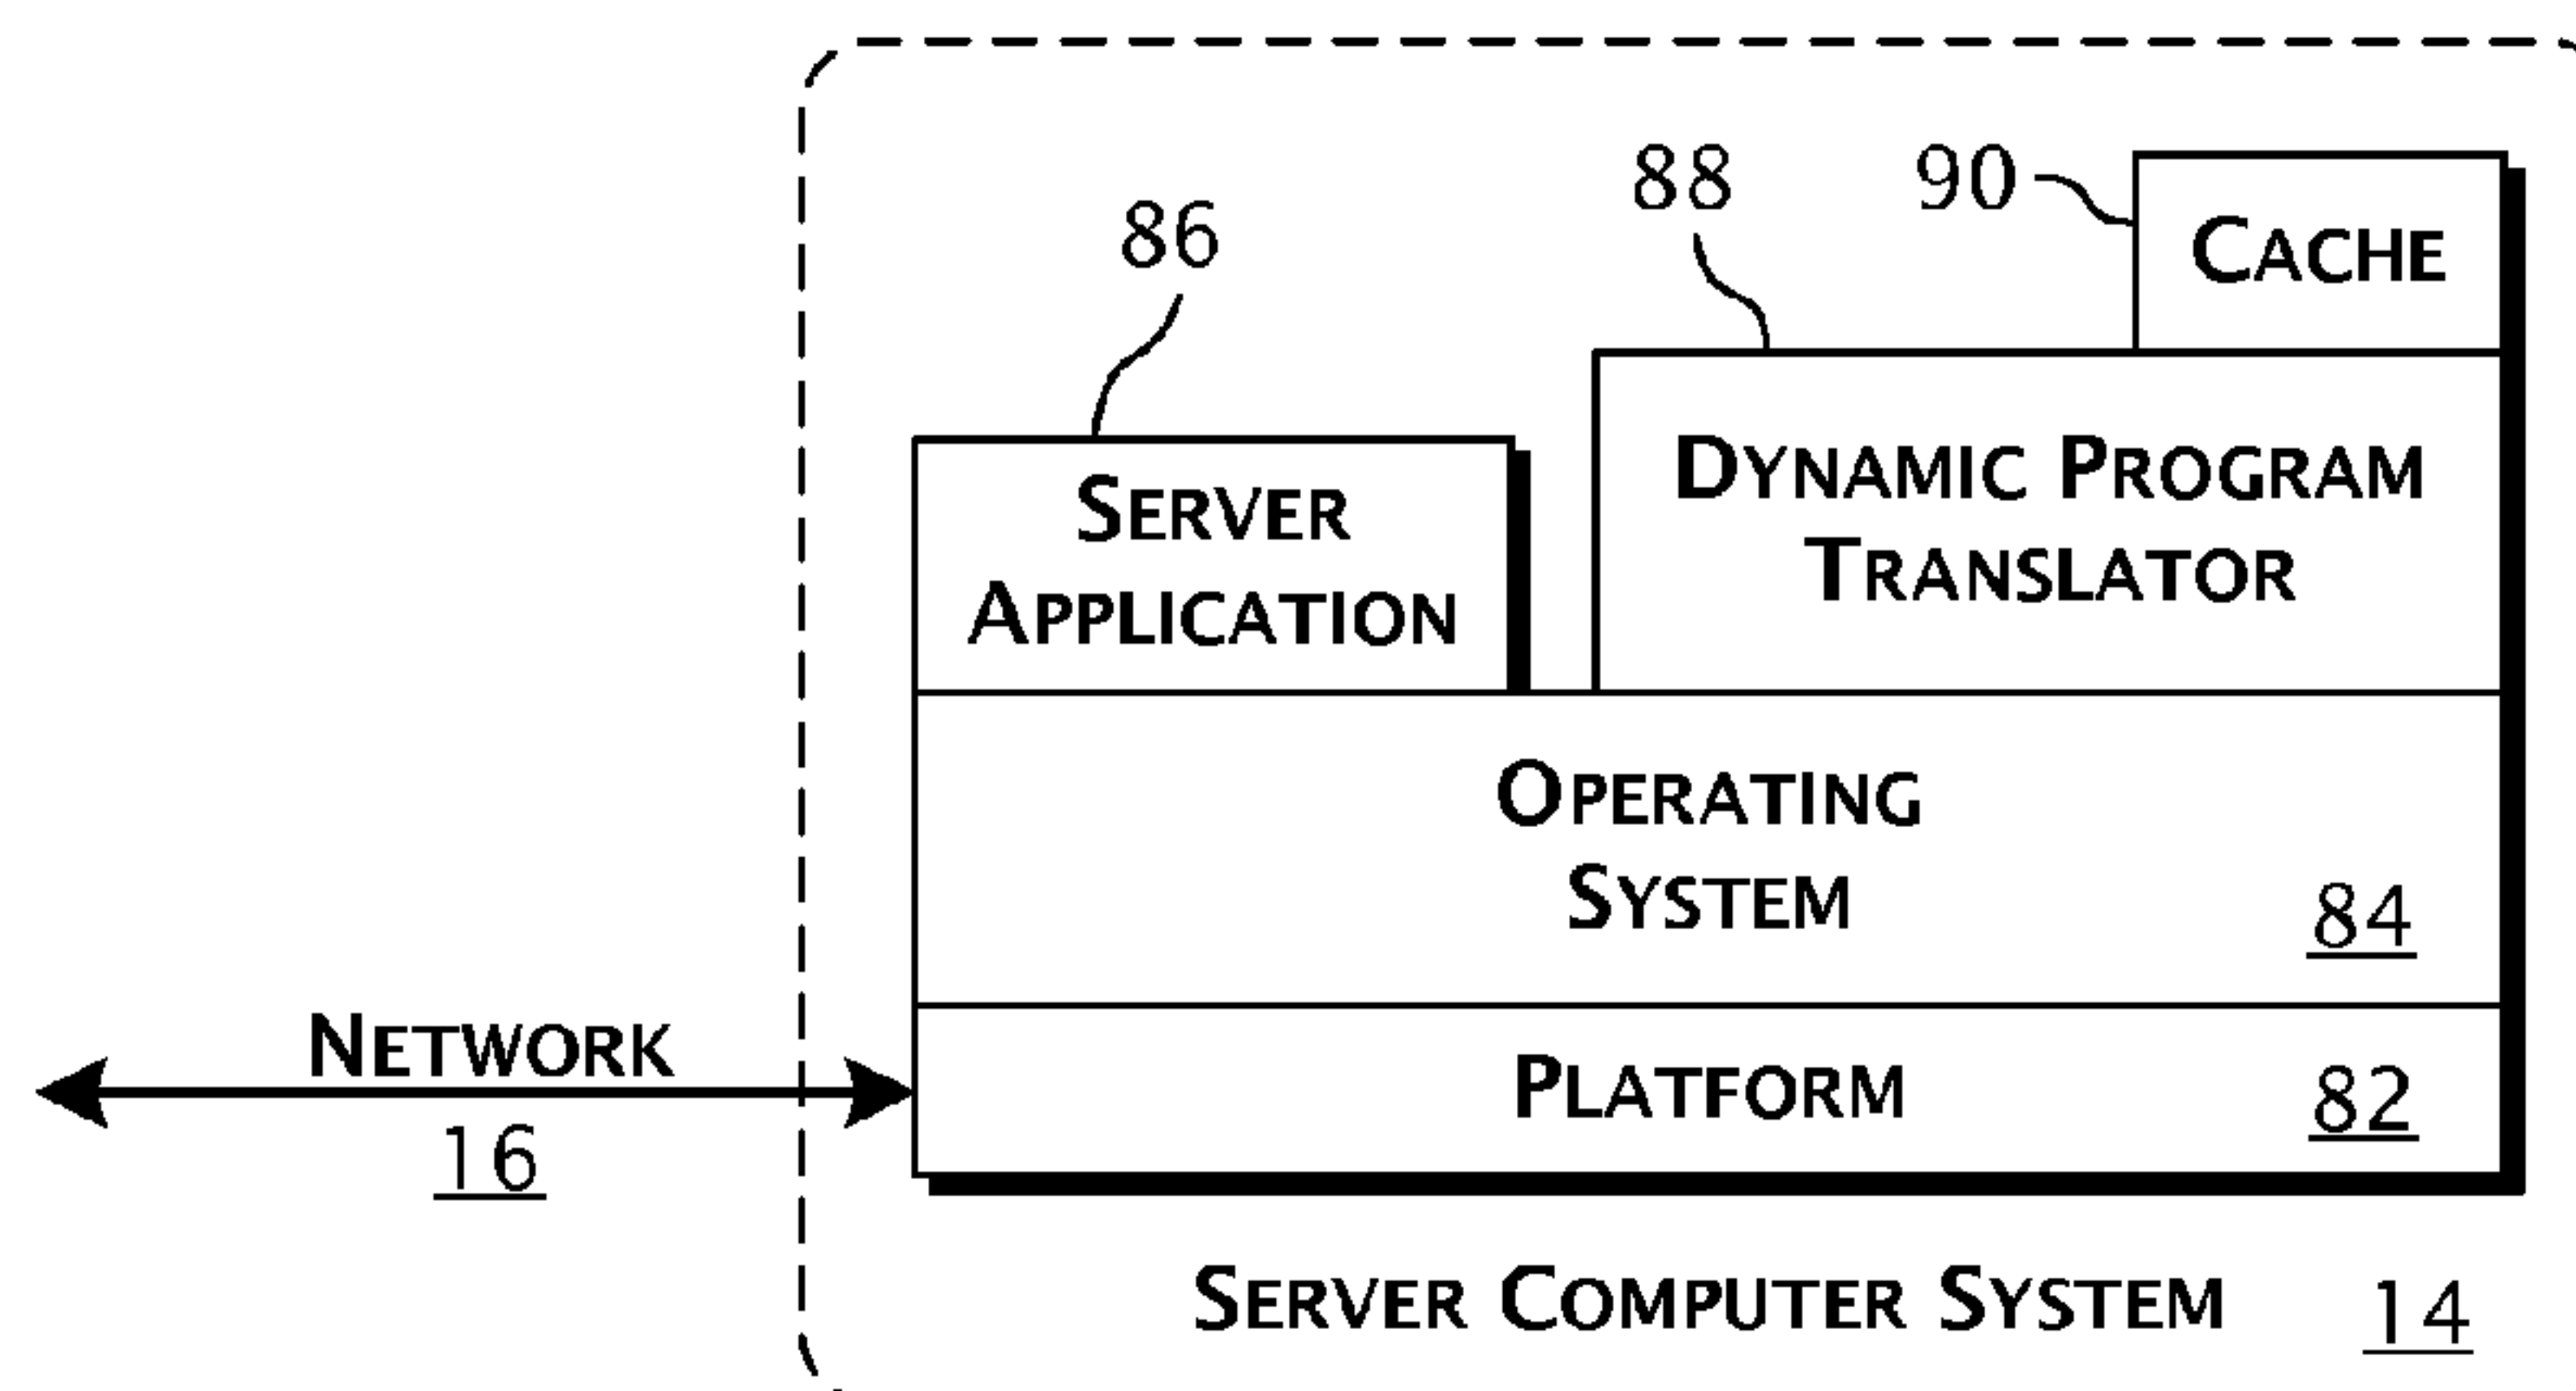 88
90
86
CACHE
DYNAMIC PROGRAM
TRANSLATOR
SERVER
APPLICATION
OPERATING
SYSTEM
84
NETWORK
16
PLATFORM
82
SERVER COMPUTER SYSTEM
14